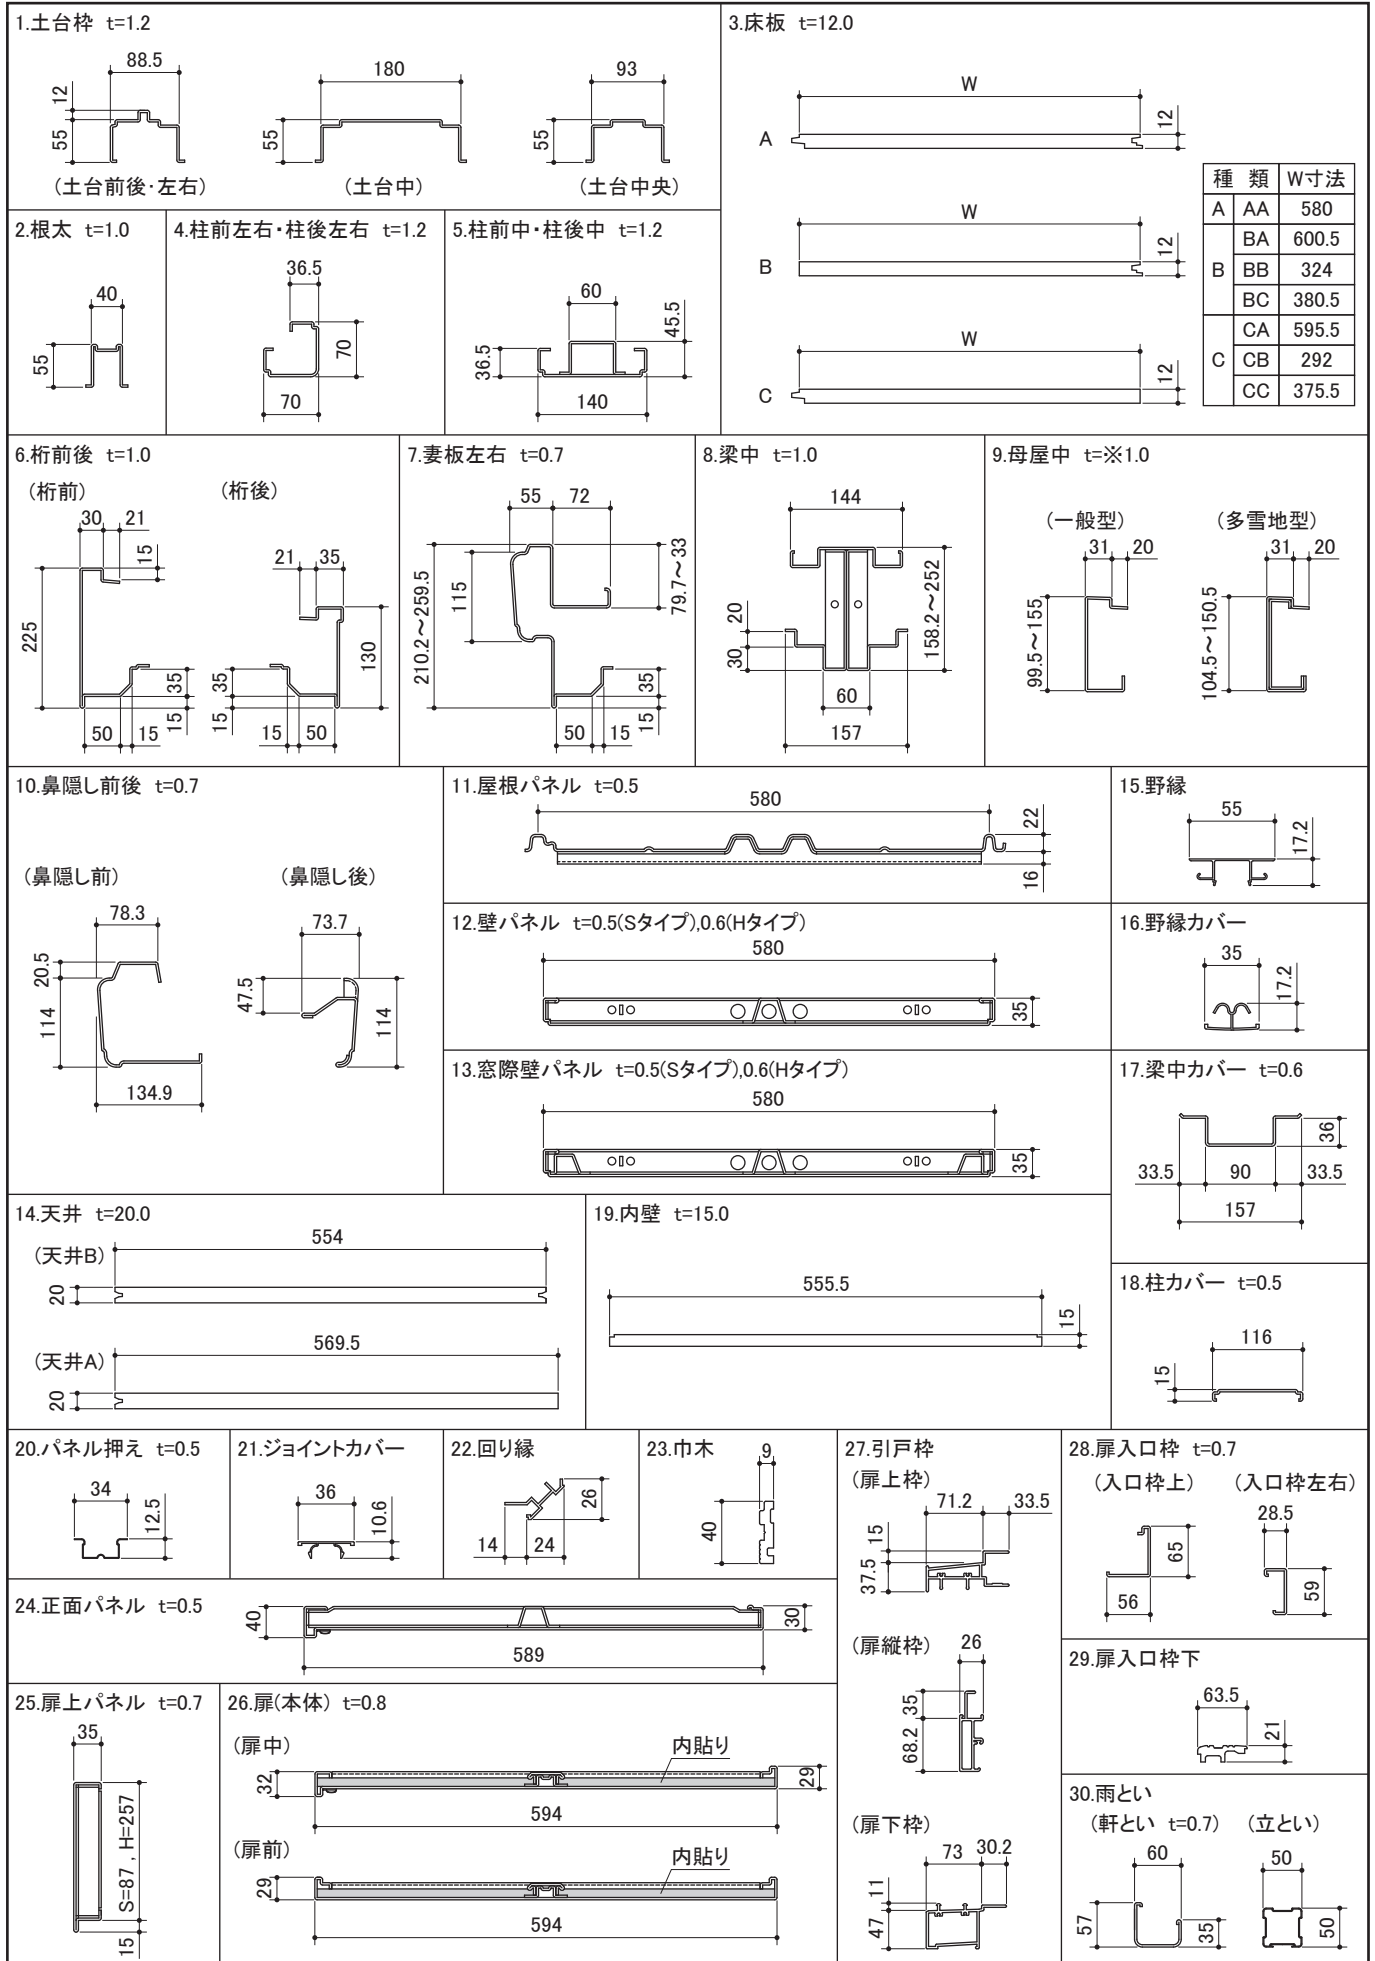 1.土台枠 t=1.2
88.5
12
55
(土台前後･左右)
180
55
(土台中)
93
55
(土台中央)
3.床板 t=12.0
W
A
12
W
B
12
W
C
12
種 類 W寸法
A AA 580
B BA 600.5
BB 324
BC 380.5
C CA 595.5
CB 292
CC 375.5
2.根太 t=1.0
40
55
4.柱前左右･柱後左右 t=1.2
36.5
70
70
5.柱前中･柱後中 t=1.2
60
45.5
36.5
140
6.桁前後 t=1.0
(桁前)
30 21
15
225
35
15
50 15
(桁後)
21 35
130
35
15
15 50
7.妻板左右 t=0.7
55 72
79.7〜33
115
210.2〜259.5
35
15
50 15
8.梁中 t=1.0
144
158.2〜252
20
30
60
157
9.母屋中 t=※1.0
(一般型)
31 20
99.5〜155
(多雪地型)
31 20
104.5〜150.5
10.鼻隠し前後 t=0.7
(鼻隠し前)
78.3
20.5
114
134.9
(鼻隠し後)
73.7
47.5
114
11.屋根パネル t=0.5
580
22
16
12.壁パネル t=0.5(Sタイプ),0.6(Hタイプ)
580
35
13.窓際壁パネル t=0.5(Sタイプ),0.6(Hタイプ)
580
35
15.野縁
55
17.2
16.野縁カバー
35
17.2
17.梁中カバー t=0.6
36
33.5 90 33.5
157
14.天井 t=20.0
(天井B)
554
20
(天井A)
569.5
20
19.内壁 t=15.0
555.5
15
18.柱カバー t=0.5
116
15
20.パネル押え t=0.5
34
12.5
21.ジョイントカバー
36
10.6
22.回り縁
26
14 24
23.巾木
9
40
24.正面パネル t=0.5
40
30
589
25.扉上パネル t=0.7
35
S=87 , H=257
15
26.扉(本体) t=0.8
(扉中)
内貼り
32
29
594
(扉前)
内貼り
29
594
27.引戸枠
(扉上枠)
71.2 33.5
15
37.5
(扉縦枠)
26
35
68.2
(扉下枠)
73 30.2
11
47
28.扉入口枠 t=0.7
(入口枠上)
65
56
(入口枠左右)
28.5
59
29.扉入口枠下
63.5
21
30.雨とい
(軒とい t=0.7)
60
57
35
(立とい)
50
50